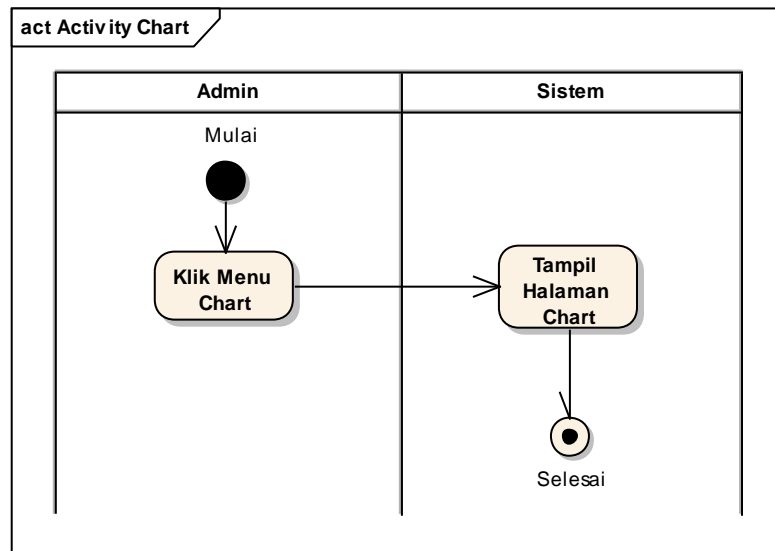 act Activity Chart
Admin
Sistem
Mulai
Klik Menu
Chart
Tampil
Halaman
Chart
Selesai